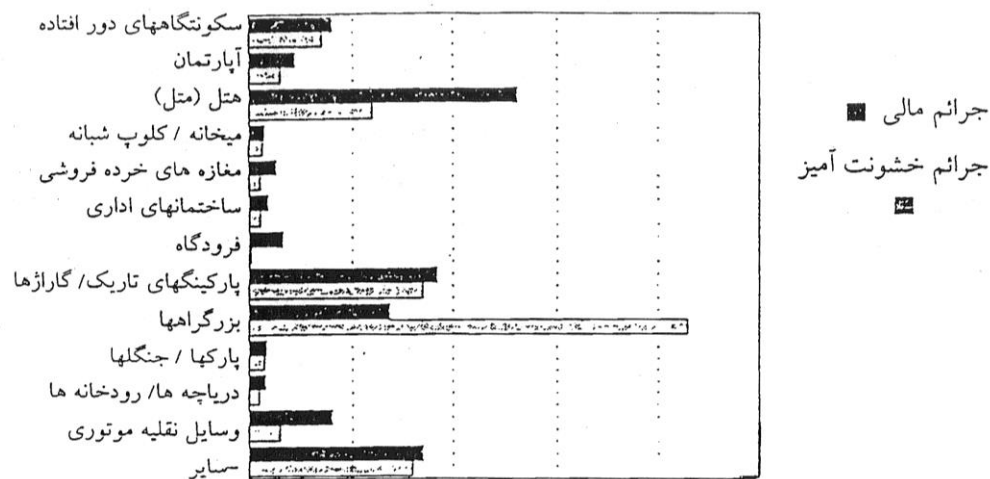 سکونتگاههای دور افتاده
آپارتمان
هتل (متل)
میخانه / کلوپ شبانه
مغازه های خرده فروشی
ساختمانهای اداری
فرودگاه
پارکینگهای تاریک/ گاراژها
بزرگراهها
پارکها / جنگلها
دریاچه ها/ رودخانه ها
وسایل نقلیه موتوری
سایر
جرائم مالی
جرائم خشونت آمیز